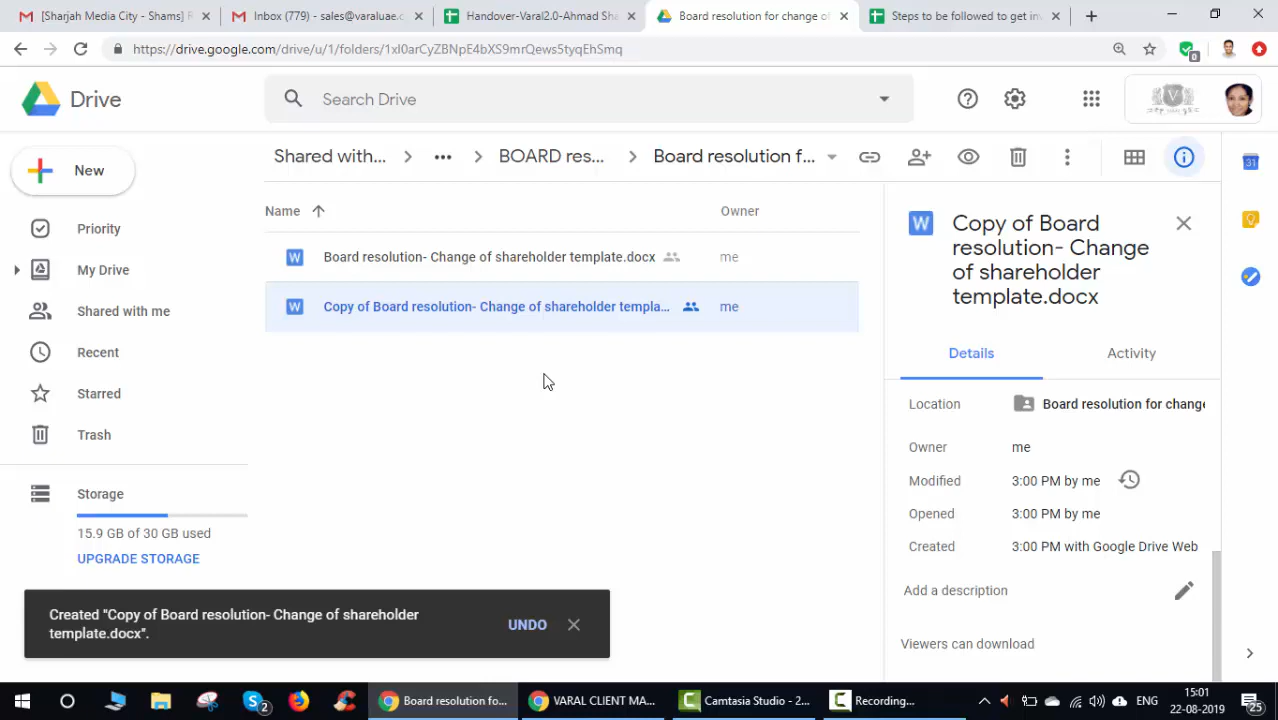 [Sharjah Media City - Shams] R
Inbox (779) - sales@varaluae.
Handover-Varal2.0-Ahmad Sha
Board resolution for change of
Steps to be followed to get inv
https://drive.google.com/drive/u/1/folders/1xl0arCyZBNpE4bXS9mrQews5tyqEhSmq
0
Drive
Search Drive
V
New
Shared with...
BOARD res...
Board resolution f...
31
Name
Owner
Priority
My Drive
Shared with me
Recent
Starred
Trash
Storage
15.9 GB of 30 GB used
UPGRADE STORAGE
W
Board resolution- Change of shareholder template.docx
me
W
Copy of Board resolution- Change of shareholder templa...
me
W
Copy of Board
resolution- Change
of shareholder
template.docx
Details
Activity
Location
Board resolution for change
Owner
me
Modified
3:00 PM by me
Opened
3:00 PM by me
Created
3:00 PM with Google Drive Web
Add a description
Viewers can download
Created "Copy of Board resolution- Change of shareholder
template.docx".
UNDO
2
Board resolution fo...
VARAL CLIENT MA...
Camtasia Studio - 2...
Recording...
ENG
15:01
22-08-2019
25